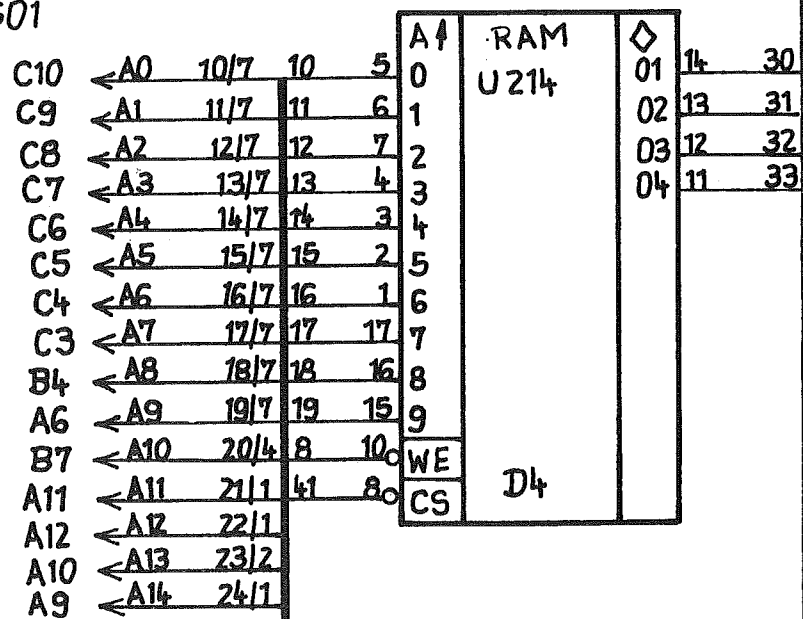 G01
A RAM
C10 A0 10/7 10 5 0 U214 01 14 30
C9 A1 11/7 11 6 1 02 13 31
C8 A2 12/7 12 7 2 03 12 32
C7 A3 13/7 13 4 3 04 11 33
C6 A4 14/7 14 3 4
C5 A5 15/7 15 2 5
C4 A6 16/7 16 1 6
C3 A7 17/7 17 17 7
B4 A8 18/7 18 16 8
A6 A9 19/7 19 15 9
B7 A10 20/4 8 10 WE
A11 A11 21/1 41 8 CS D4
A12 A12 22/1
A10 A13 23/2
A9 A14 24/1